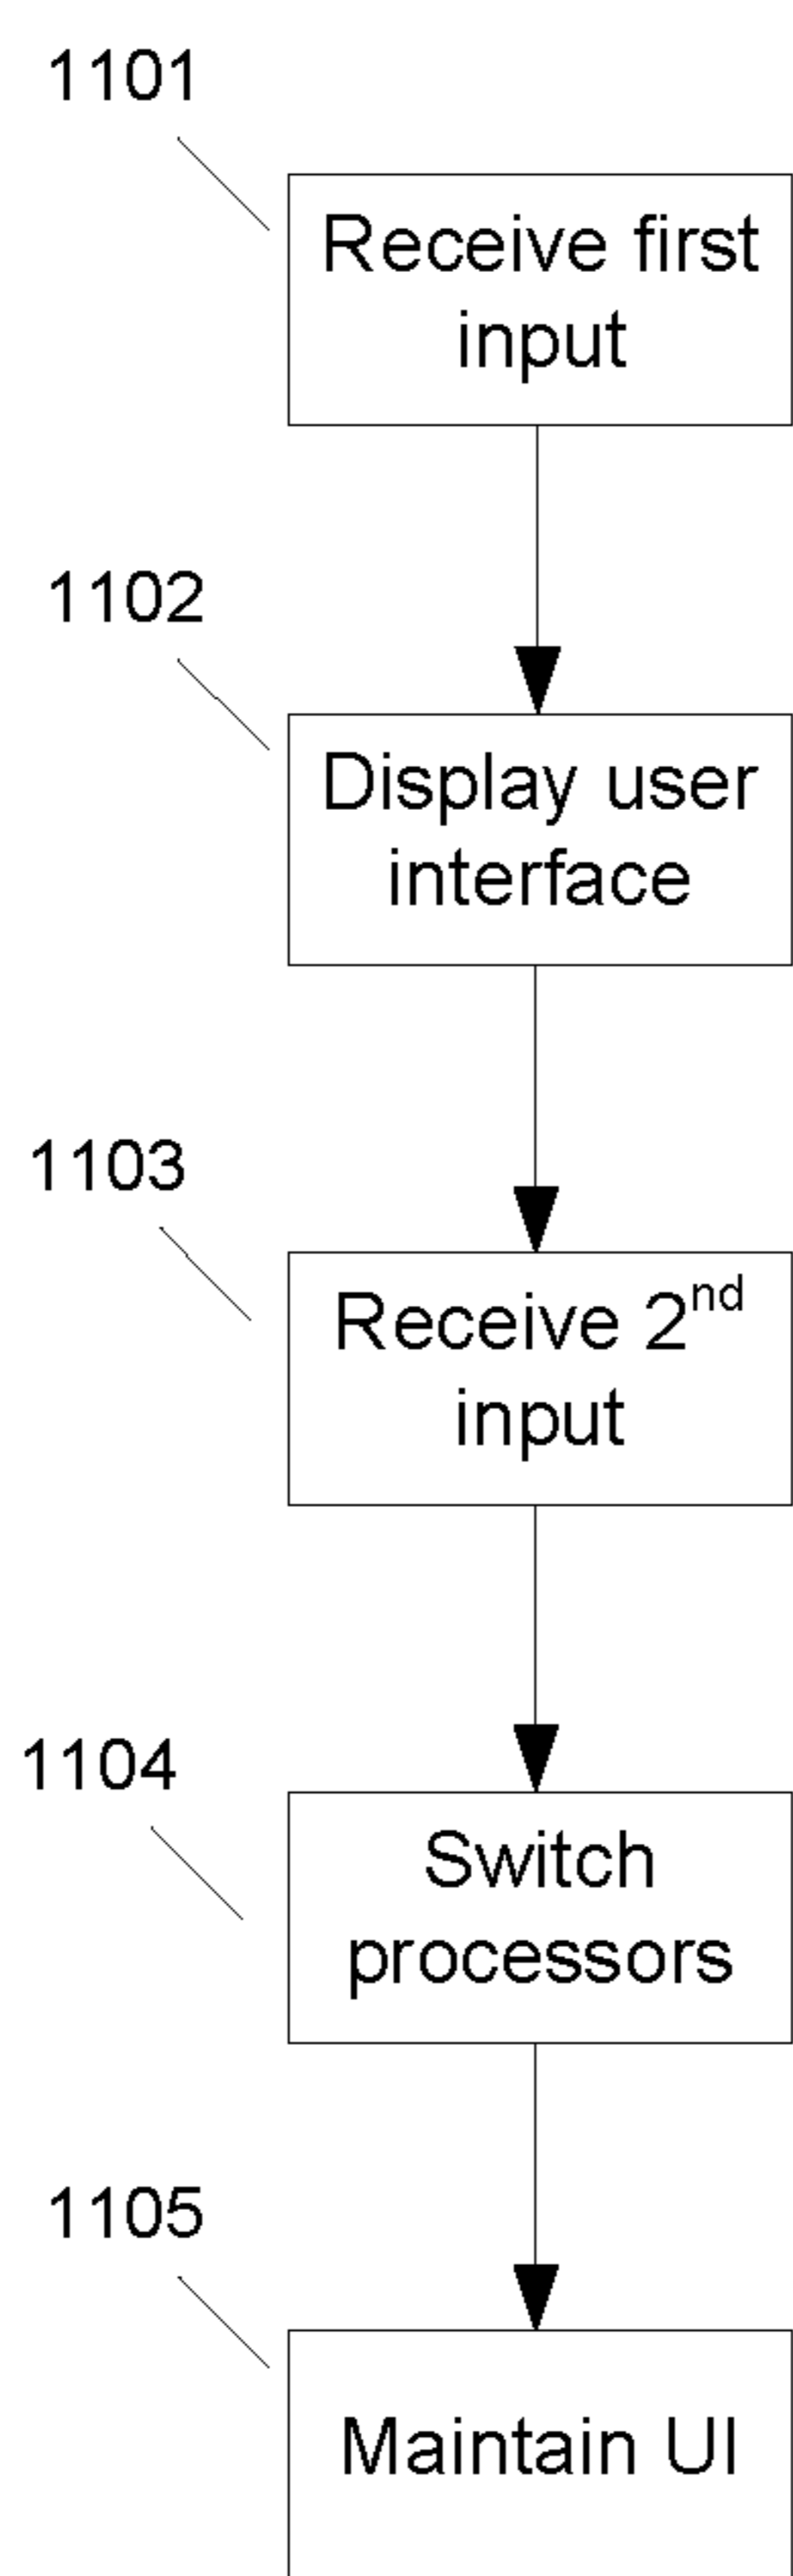 1101
Receive first
input
1102
Display user
interface
1103
Receive 2nd
input
1104
Switch
processors
1105
Maintain UI